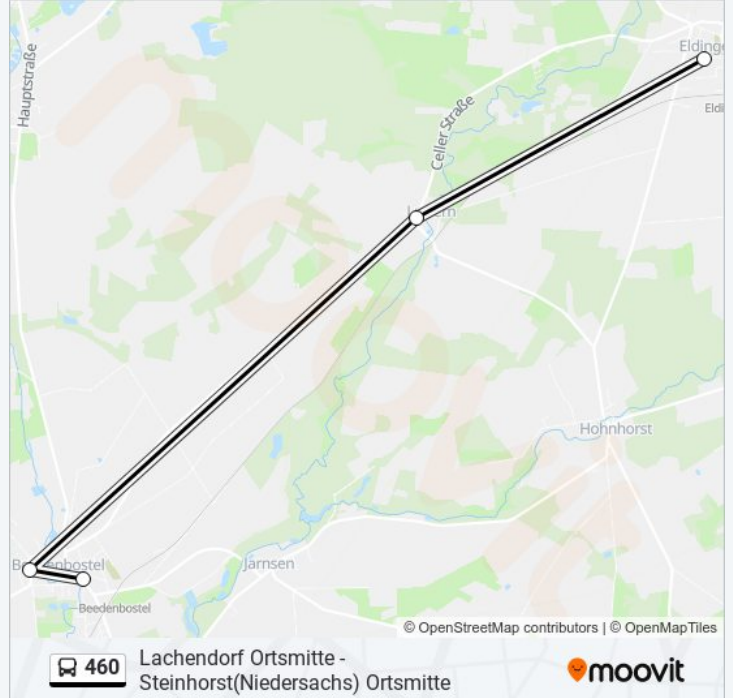 Eldinge
Hauptstraße
Eldi
Celler Straße
Hohnhorst
Jarnsen
Beedenbostel
© OpenStreetMap contributors | © OpenMapTiles
460
Lachendorf Ortsmitte -
Steinhorst(Niedersachs) Ortsmitte
moovit